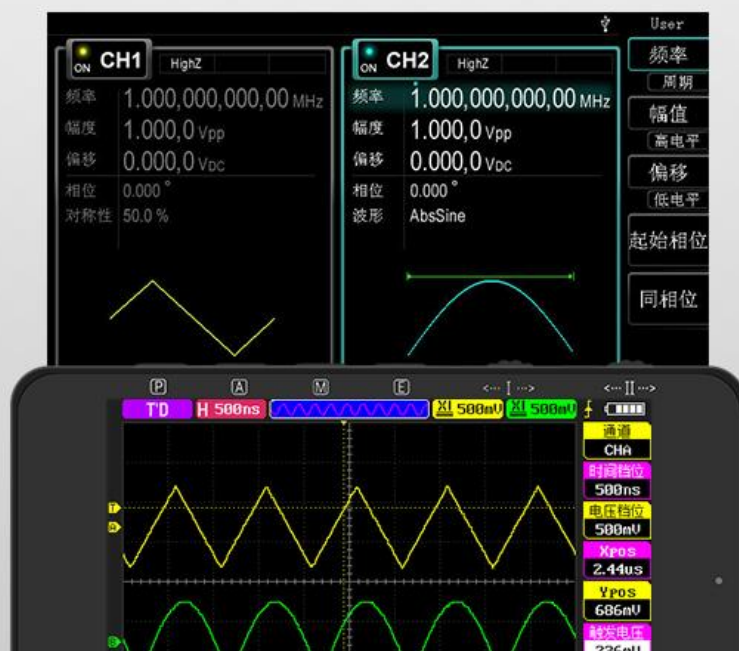 User
ON CH1 HighZ
频率 1.000,000,000,00 MHz
幅度 1.000,0 Vpp
偏移 0.000,0 VDC
相位 0.000 °
对称性 50.0 %
ON CH2 HighZ
频率 1.000,000,000,00 MHz
幅度 1.000,0 Vpp
偏移 0.000,0 VDC
相位 0.000 °
波形 AbsSine
频率
周期
幅值
高电平
偏移
低电平
起始相位
同相位
P A M E <--- I ---> <--- II --->
T'D H 500ns X1 500mV X1 500mV
通道
CHA
时间档位
500ns
电压档位
500mV
Xpos
2.44us
Ypos
686mV
触发电压
T
A
B